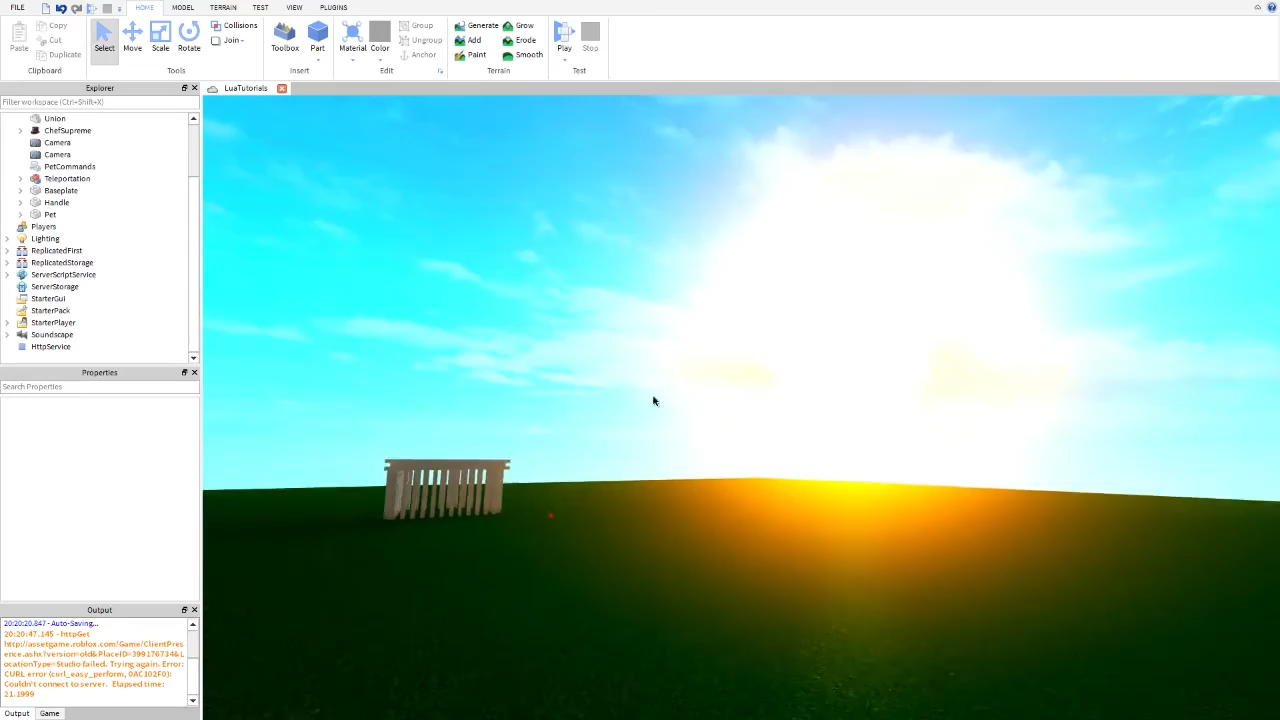 FILE HOME MODEL TERRAIN TEST VIEW PLUGINS
Paste Copy Cut Duplicate
Clipboard
Select Move Scale Rotate Collisions Join
Tools
Toolbox Part
Insert
Material Color Group Ungroup Anchor
Edit
Generate Grow
Add Erode
Paint Smooth
Terrain
Play Stop
Test
Explorer
LuaTutorials
Filter workspace (Ctrl+Shift+X)
Union
ChefSupreme
Camera
Camera
PetCommands
Teleportation
Baseplate
Handle
Pet
Players
Lighting
ReplicatedFirst
ReplicatedStorage
ServerScriptService
ServerStorage
StarterGui
StarterPack
StarterPlayer
Soundscape
HttpService
Properties
Search Properties
Output
20:20:20.847 - Auto-Saving...
20:20:47.145 - httpGet
http://assetgame.roblox.com/Game/ClientPres
ence.ashx?version=old&PlaceID=399176734&L
ocationType=Studio failed. Trying again. Error:
CURL error (curl_easy_perform, 0AC102F0):
Couldn't connect to server. Elapsed time:
21.1999
Output Game